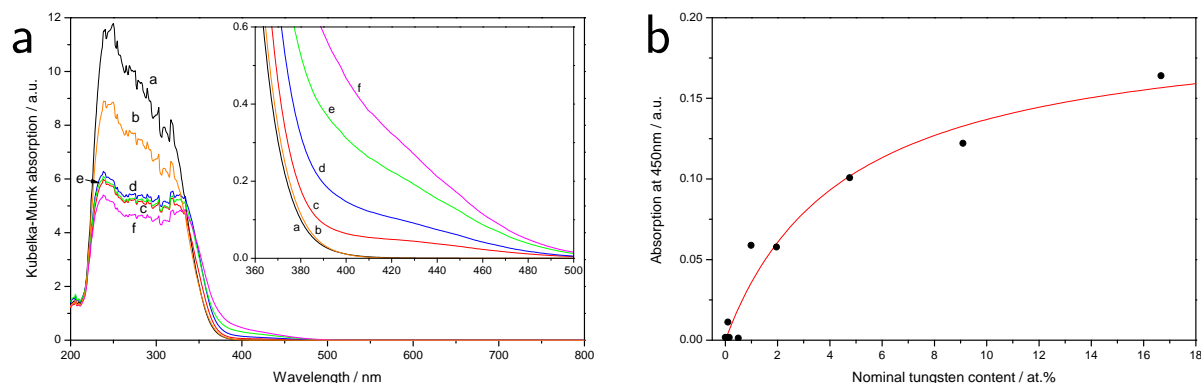 a
Kubelka-Munk absorption / a.u.
12
10
8
6
4
2
0
200 300 400 500 600 700 800
Wavelength / nm
a
b
e
d
c
f
0.6
0.4
0.2
0.0
360 380 400 420 440 460 480 500
f
e
d
c
a b
b
Absorption at 450nm / a.u.
0.20
0.15
0.10
0.05
0.00
0 2 4 6 8 10 12 14 16 18
Nominal tungsten content / at.%